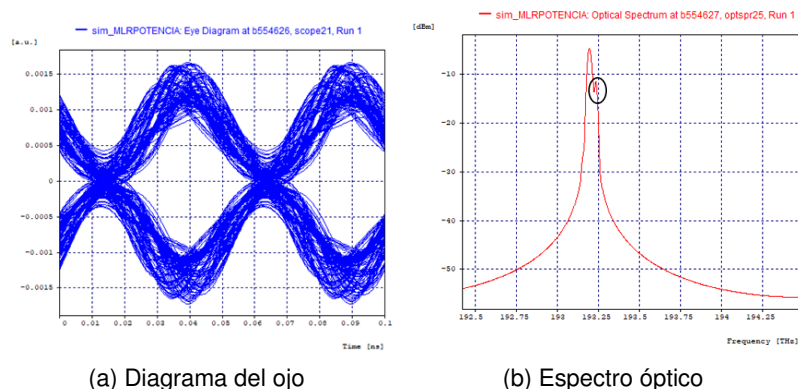 sim_MLRPOTENCIA: Eye Diagram at b554626, scope21, Run 1
[a.u.]
0.0015
0.001
0.0005
0
-0.0005
-0.001
-0.0015
0 0.01 0.02 0.03 0.04 0.05 0.06 0.07 0.08 0.09 0.1
Time [ns]
(a) Diagrama del ojo
sim_MLRPOTENCIA: Optical Spectrum at b554627, optspr25, Run 1
[dBm]
-10
-20
-30
-40
-50
192.5 192.75 193 193.25 193.5 193.75 194 194.25
Frequency [THz]
(b) Espectro óptico